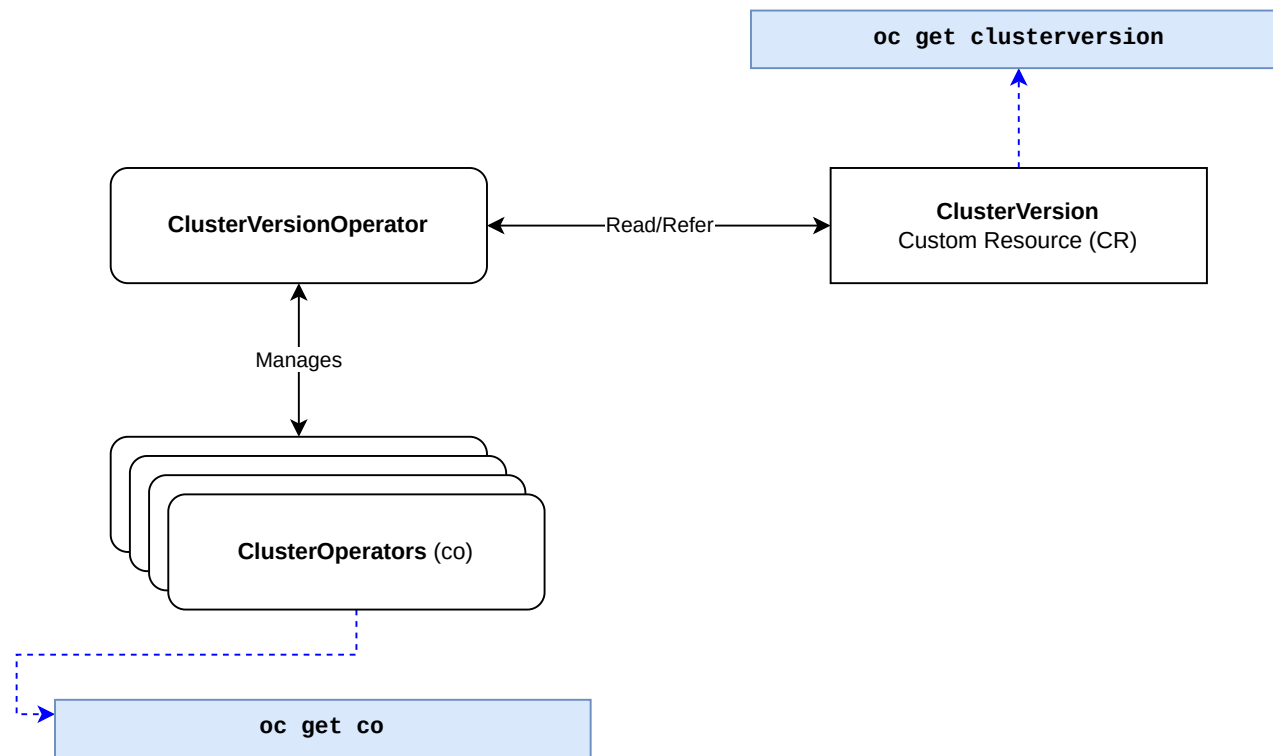 oc get clusterversion
ClusterVersionOperator
Read/Refer
ClusterVersion
Custom Resource (CR)
Manages
ClusterOperators (co)
oc get co